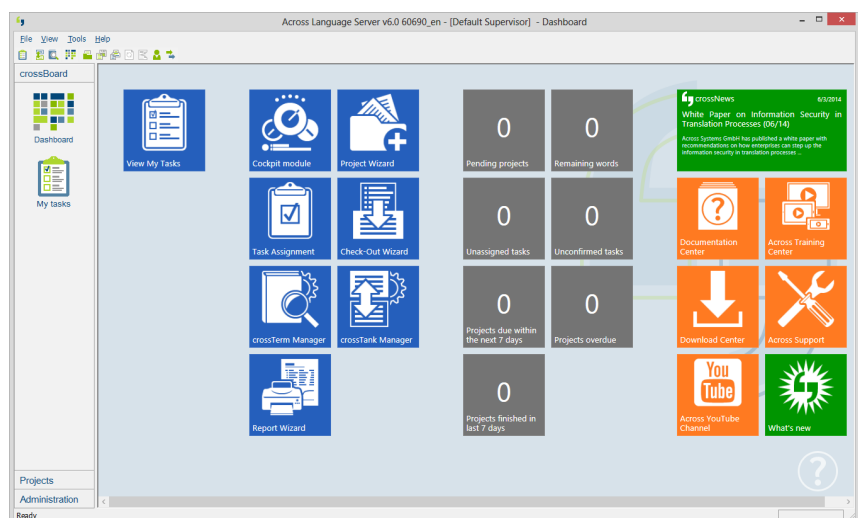 Across Language Server v6.0 60690_en - [Default Supervisor] - Dashboard
File View Tools Help
crossBoard
Dashboard
My tasks
Projects
Administration
Ready
View My Tasks
Cockpit module
Project Wizard
Task Assignment
Check-Out Wizard
crossTerm Manager
crossTank Manager
Report Wizard
0
Pending projects
0
Remaining words
0
Unassigned tasks
0
Unconfirmed tasks
0
Projects due within
the next 7 days
0
Projects overdue
0
Projects finished in
last 7 days
crossNews 6/3/2014
White Paper on Information Security in
Translation Processes (06/14)
Across Systems GmbH has published a white paper with
recommendations on how enterprises can step up the
information security in translation processes ...
Documentation
Center
Across Training
Center
Download Center
Across Support
You
Tube
Across YouTube
Channel
What's new